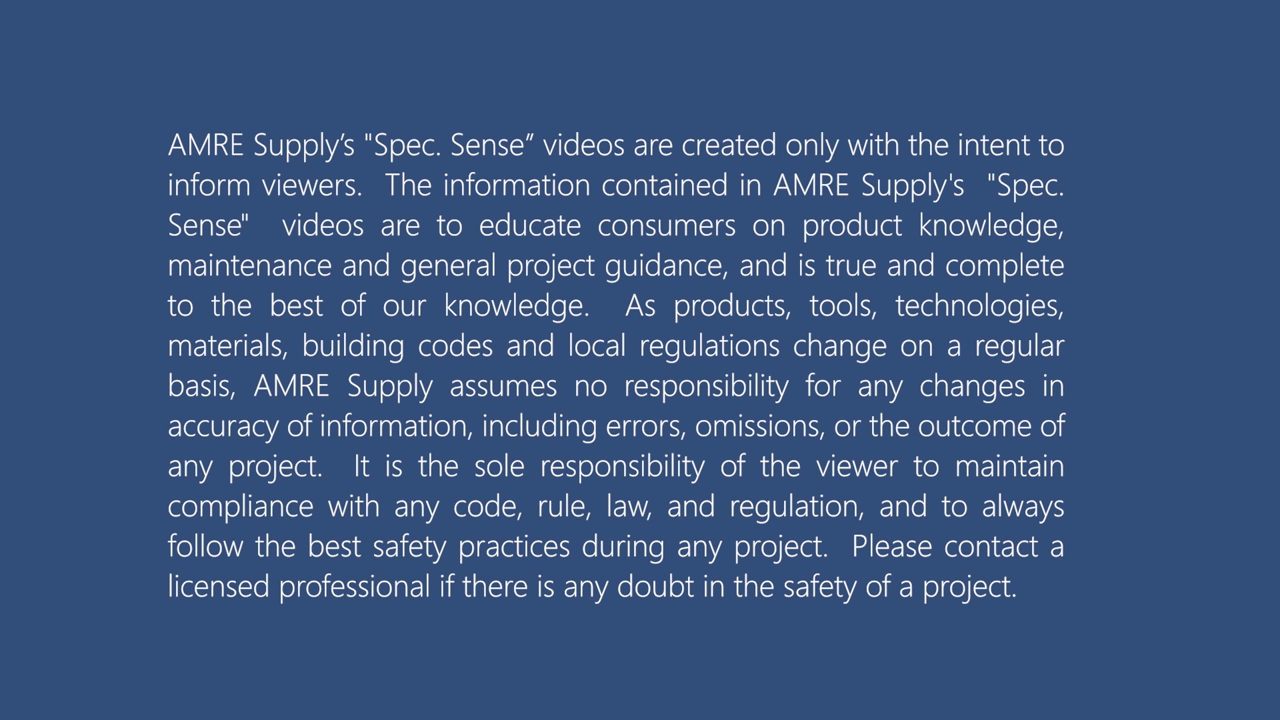 AMRE Supply’s "Spec. Sense” videos are created only with the intent to
inform viewers.  The information contained in AMRE Supply's  "Spec.
Sense"  videos are to educate consumers on product knowledge,
maintenance and general project guidance, and is true and complete
to the best of our knowledge.  As products, tools, technologies,
materials, building codes and local regulations change on a regular
basis, AMRE Supply assumes no responsibility for any changes in
accuracy of information, including errors, omissions, or the outcome of
any project.  It is the sole responsibility of the viewer to maintain
compliance with any code, rule, law, and regulation, and to always
follow the best safety practices during any project.  Please contact a
licensed professional if there is any doubt in the safety of a project.